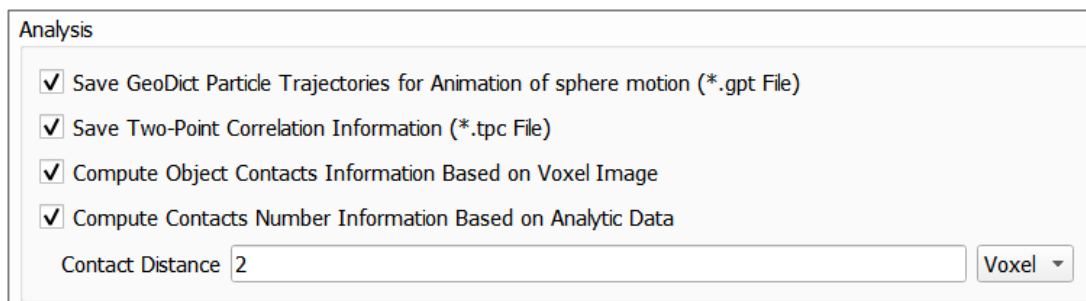 Analysis
Save GeoDict Particle Trajectories for Animation of sphere motion (*.gpt File)
Save Two-Point Correlation Information (*.tpc File)
Compute Object Contacts Information Based on Voxel Image
Compute Contacts Number Information Based on Analytic Data
Contact Distance 2 Voxel